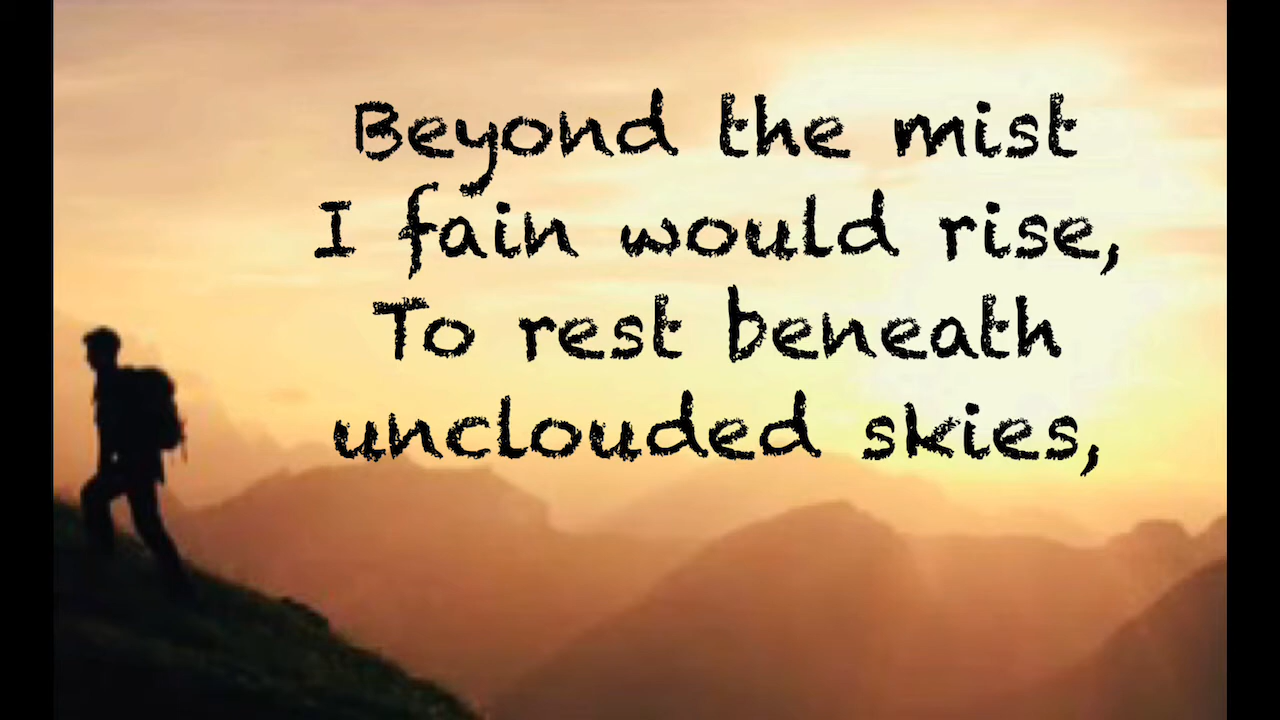 Beyond the mist
I fain would rise,
To rest beneath
unclouded skies,